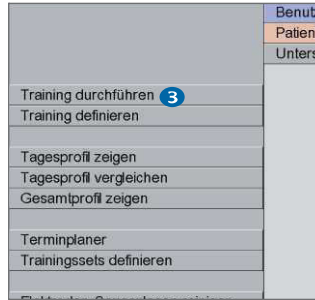 Benut
Patien
Unters
Training durchführen 3
Training definieren
Tagesprofil zeigen
Tagesprofil vergleichen
Gesamtprofil zeigen
Terminplaner
Trainingssets definieren